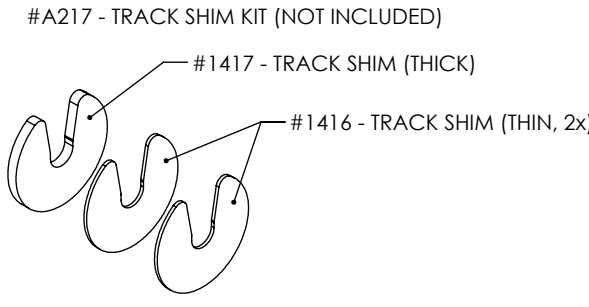 #A217 - TRACK SHIM KIT (NOT INCLUDED)
#1417 - TRACK SHIM (THICK)
#1416 - TRACK SHIM (THIN, 2x)